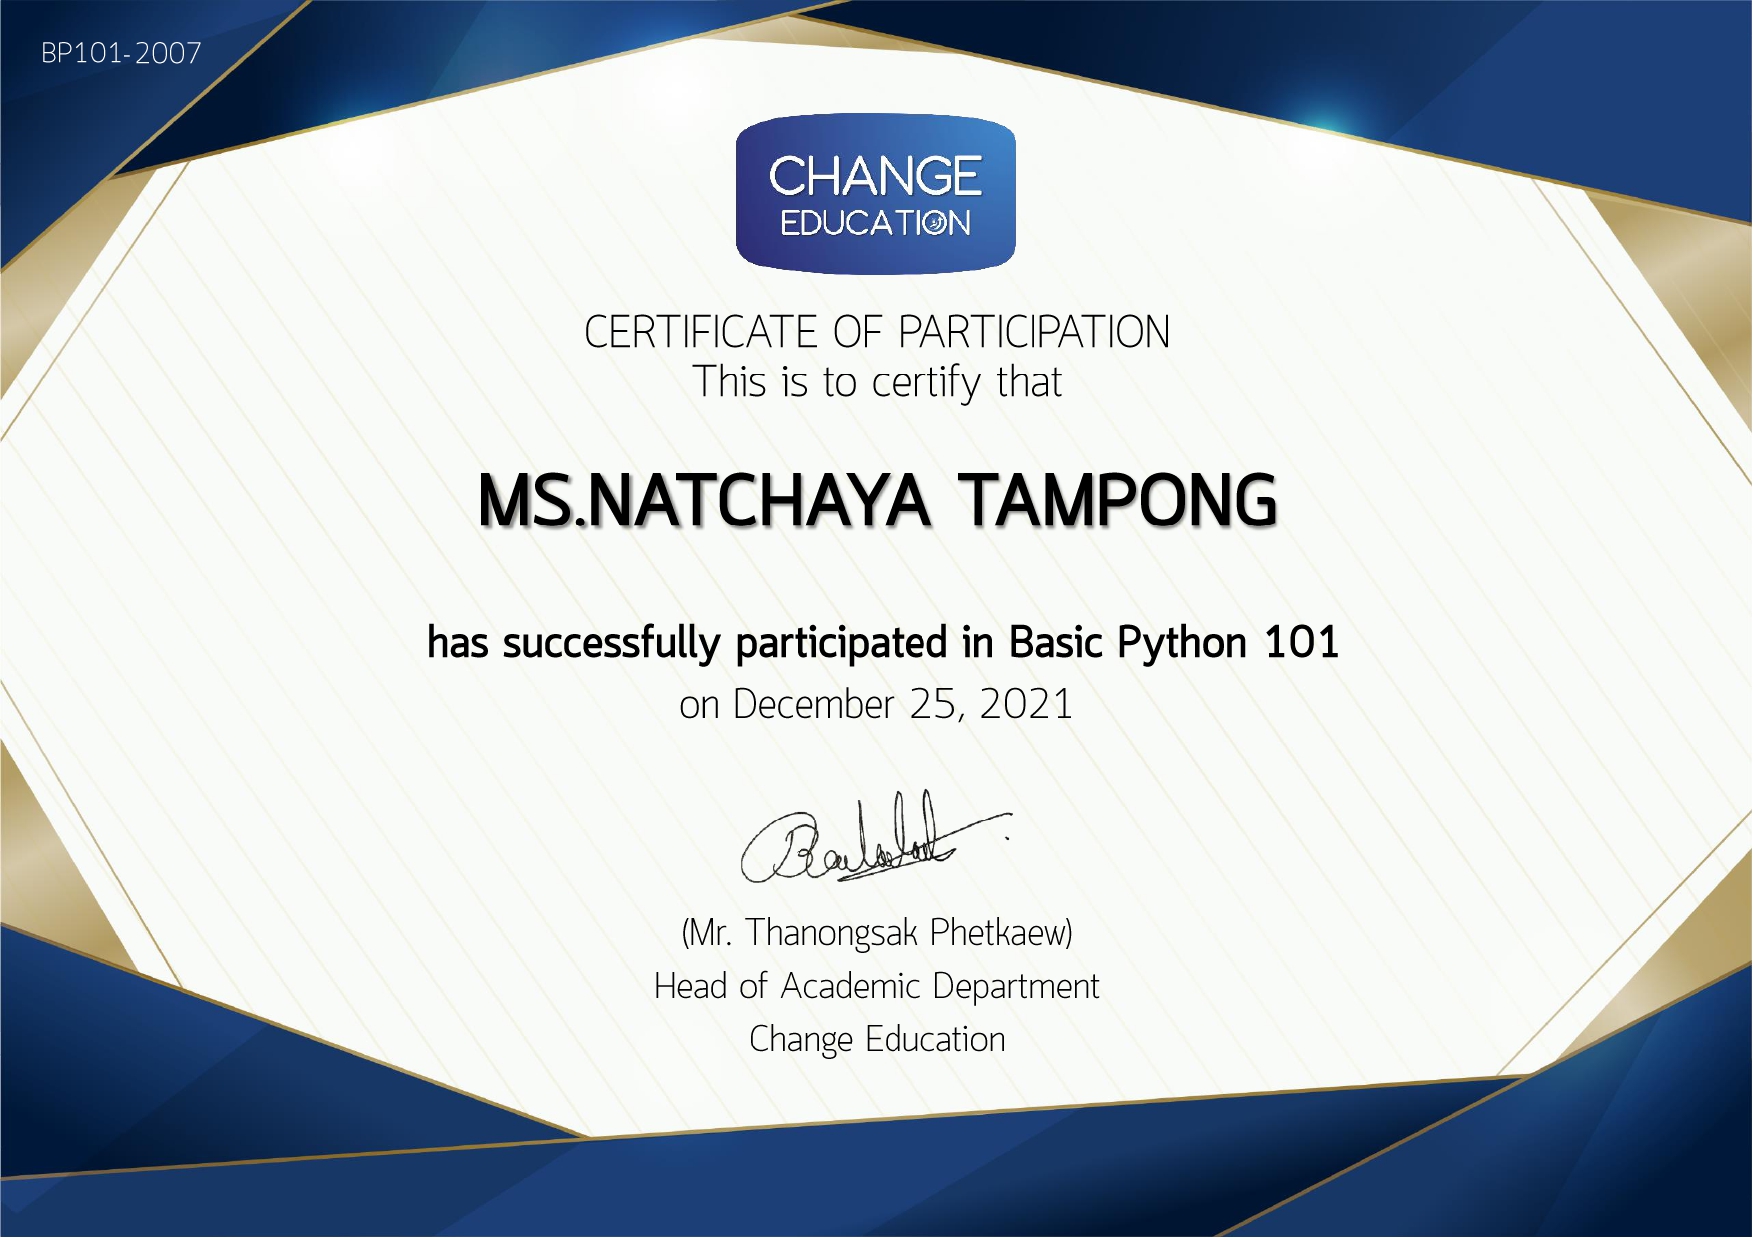 BP101-2007
CHANGE
EDUCATION
CERTIFICATE OF PARTICIPATION
This is to certify that
MS.NATCHAYA TAMPONG
has successfully participated in Basic Python 101
on December 25, 2021
(Mr. Thanongsak Phetkaew)
Head of Academic Department
Change Education